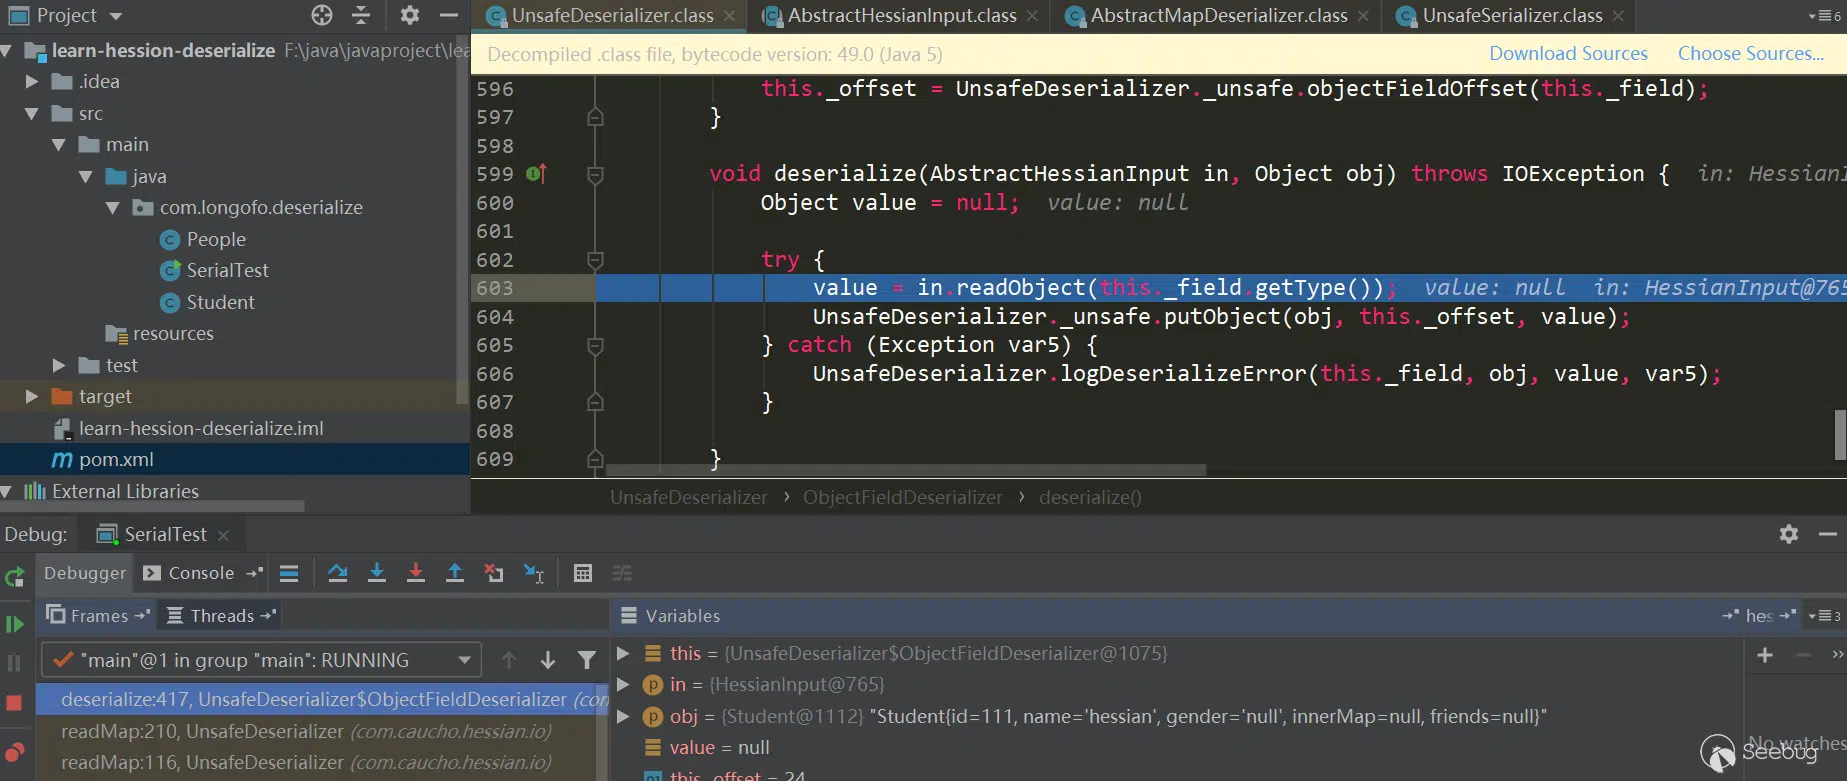 Project
UnsafeDeserializer.class
AbstractHessianInput.class
AbstractMapDeserializer.class
UnsafeSerializer.class
6
learn-hession-deserialize F:\java\javaproject\lea
Decompiled .class file, bytecode version: 49.0 (Java 5)
Download Sources
Choose Sources...
.idea
src
main
java
com.longofo.deserialize
People
SerialTest
Student
resources
test
target
learn-hession-deserialize.iml
pom.xml
External Libraries
596 this._offset = UnsafeDeserializer._unsafe.objectFieldOffset(this._field);
597 }
598
599 void deserialize(AbstractHessianInput in, Object obj) throws IOException { in: HessianI
600 Object value = null; value: null
601
602 try {
603 value = in.readObject(this._field.getType()); value: null in: HessianInput@765
604 UnsafeDeserializer._unsafe.putObject(obj, this._offset, value);
605 } catch (Exception var5) {
606 UnsafeDeserializer.logDeserializeError(this._field, obj, value, var5);
607 }
608
609 }
UnsafeDeserializer › ObjectFieldDeserializer › deserialize()
Debug: SerialTest
Debugger Console
Frames Threads
"main"@1 in group "main": RUNNING
deserialize:417, UnsafeDeserializer$ObjectFieldDeserializer (con
readMap:210, UnsafeDeserializer (com.caucho.hessian.io)
readMap:116, UnsafeDeserializer (com.caucho.hessian.io)
Variables
hes
3
this = {UnsafeDeserializer$ObjectFieldDeserializer@1075}
in = {HessianInput@765}
obj = {Student@1112} "Student{id=111, name='hessian', gender='null', innerMap=null, friends=null}"
value = null
this._offset = 24
No watches
Seebug